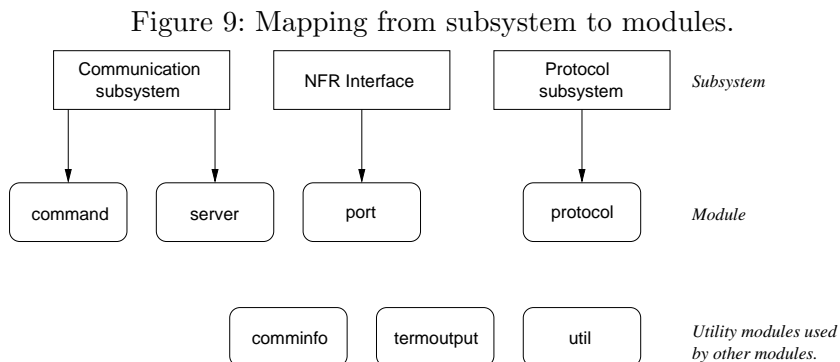 Figure 9: Mapping from subsystem to modules.
Communication
subsystem
NFR Interface
Protocol
subsystem
Subsystem
command
server
port
protocol
Module
comminfo
termoutput
util
Utility modules used
by other modules.